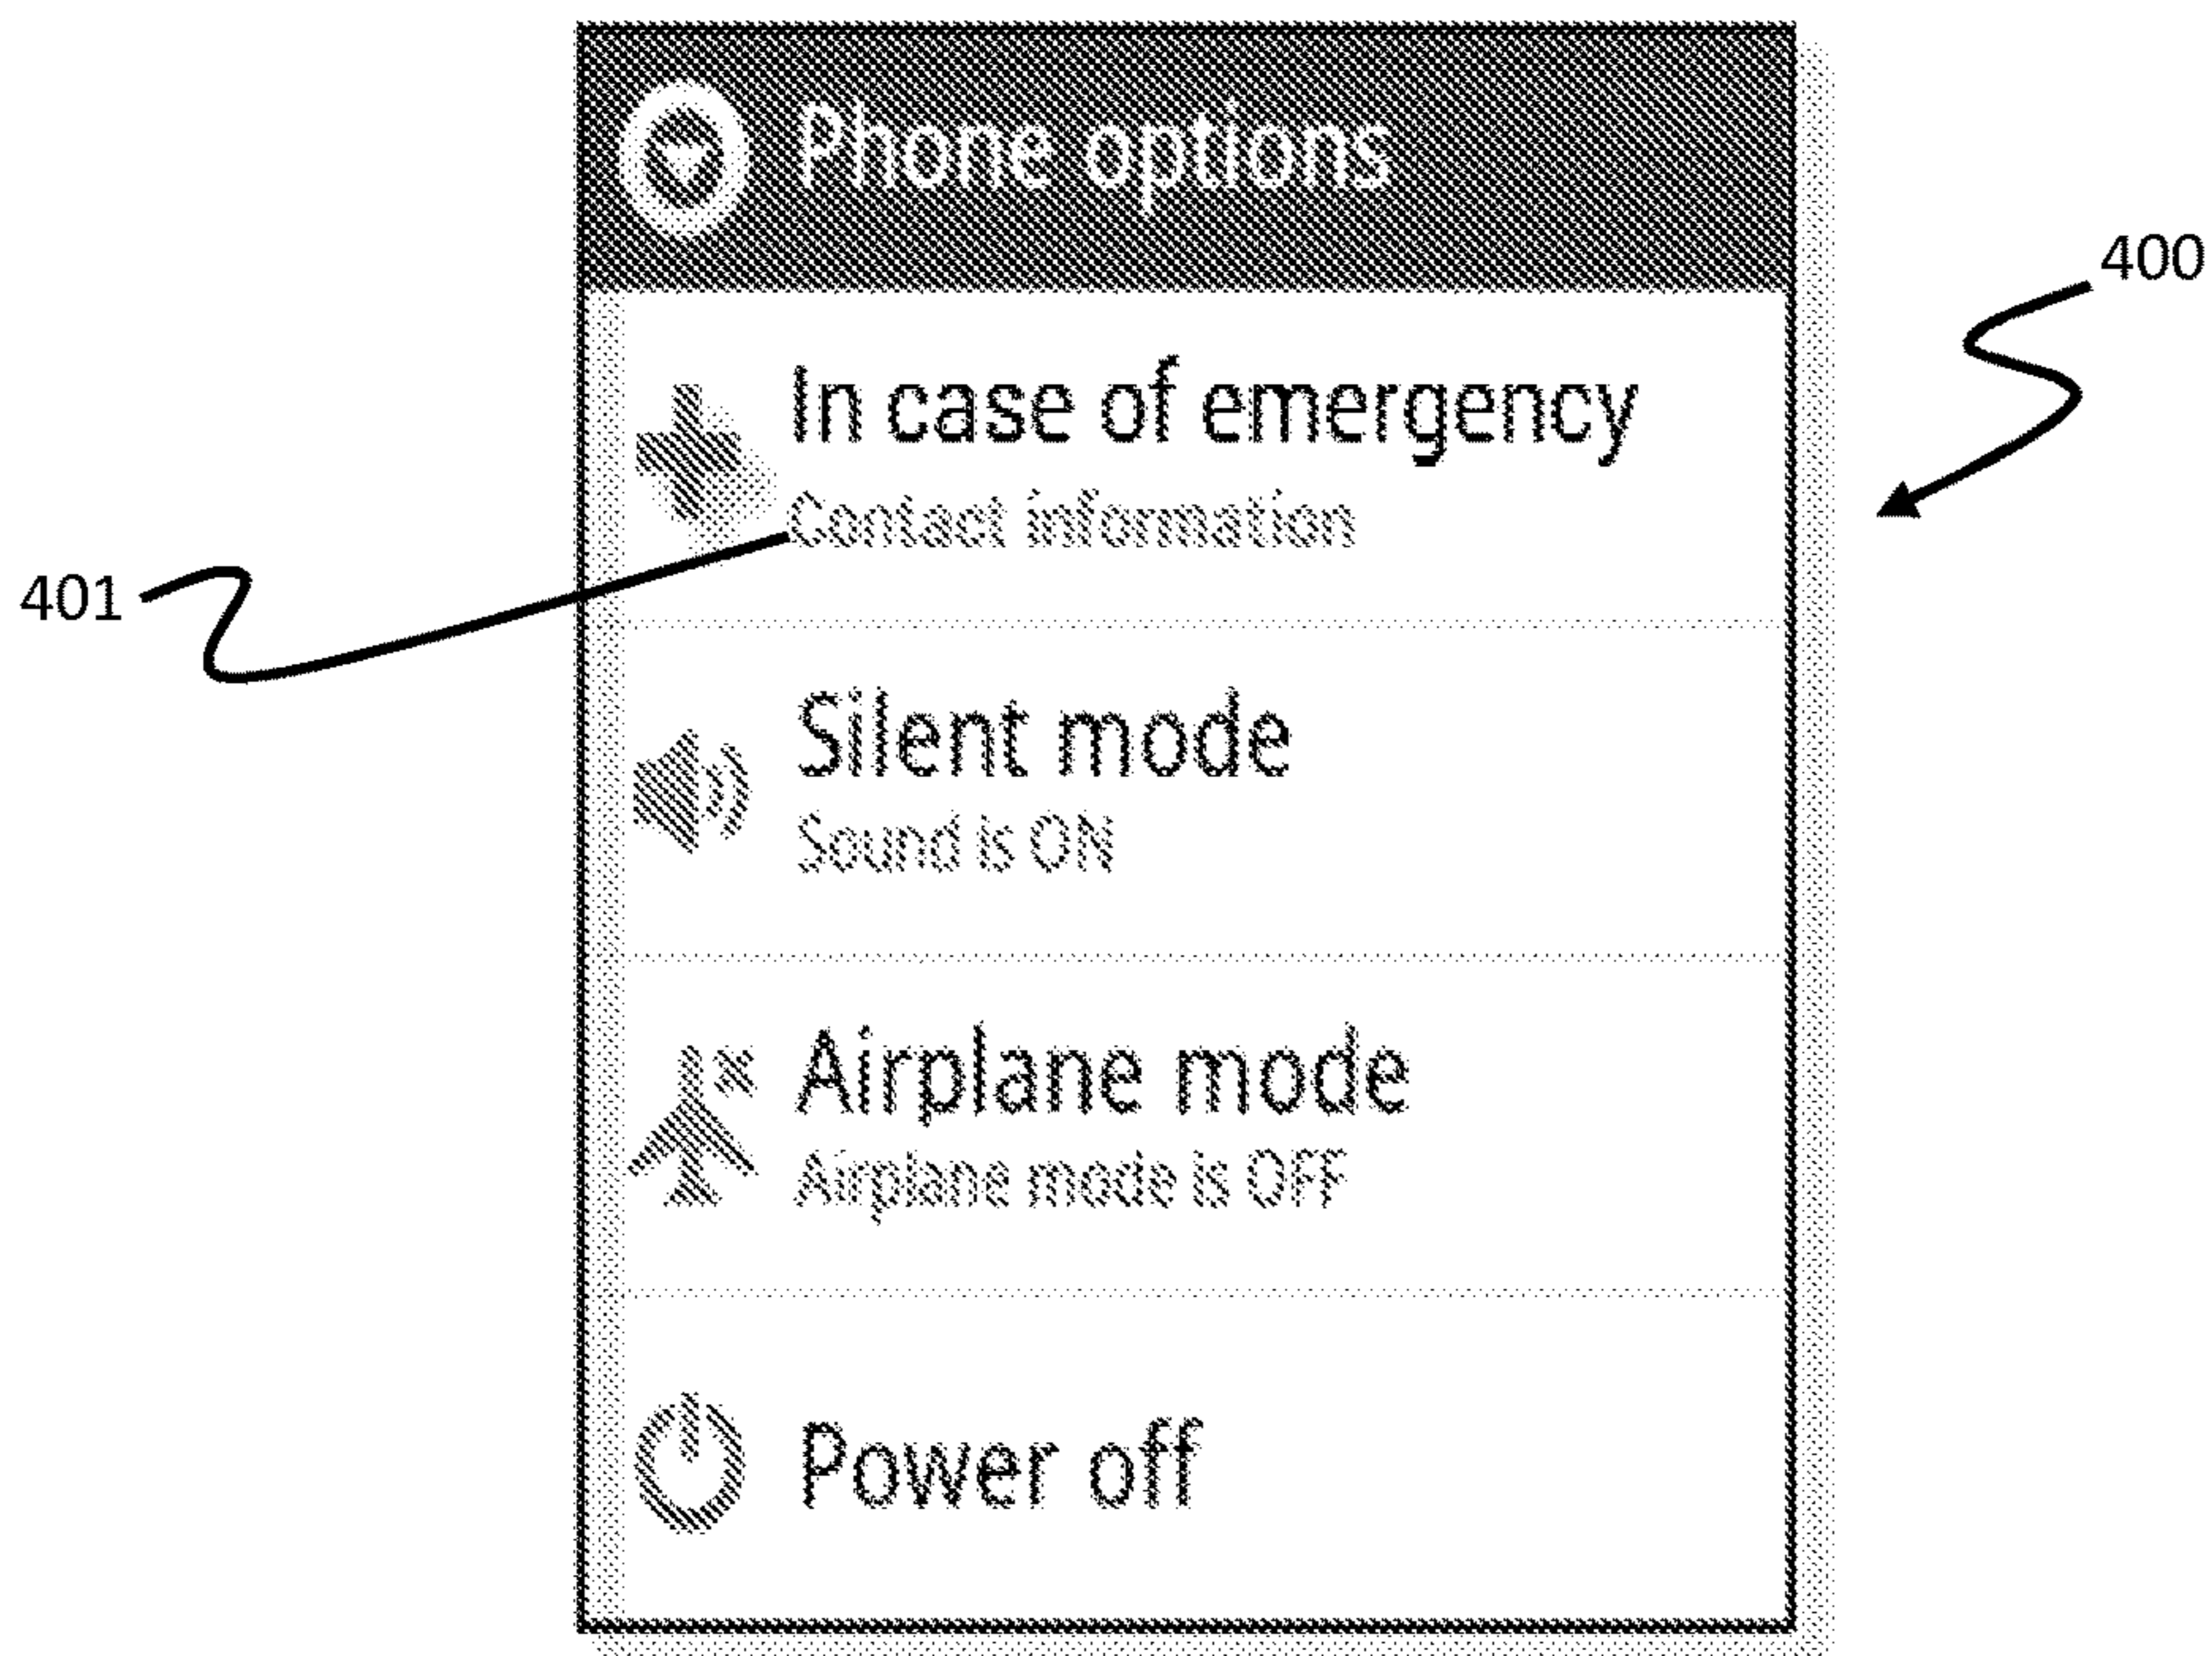 Phone options
400
In case of emergency
Contact information
401
Silent mode
Sound is ON
Airplane mode
Airplane mode is OFF
Power off